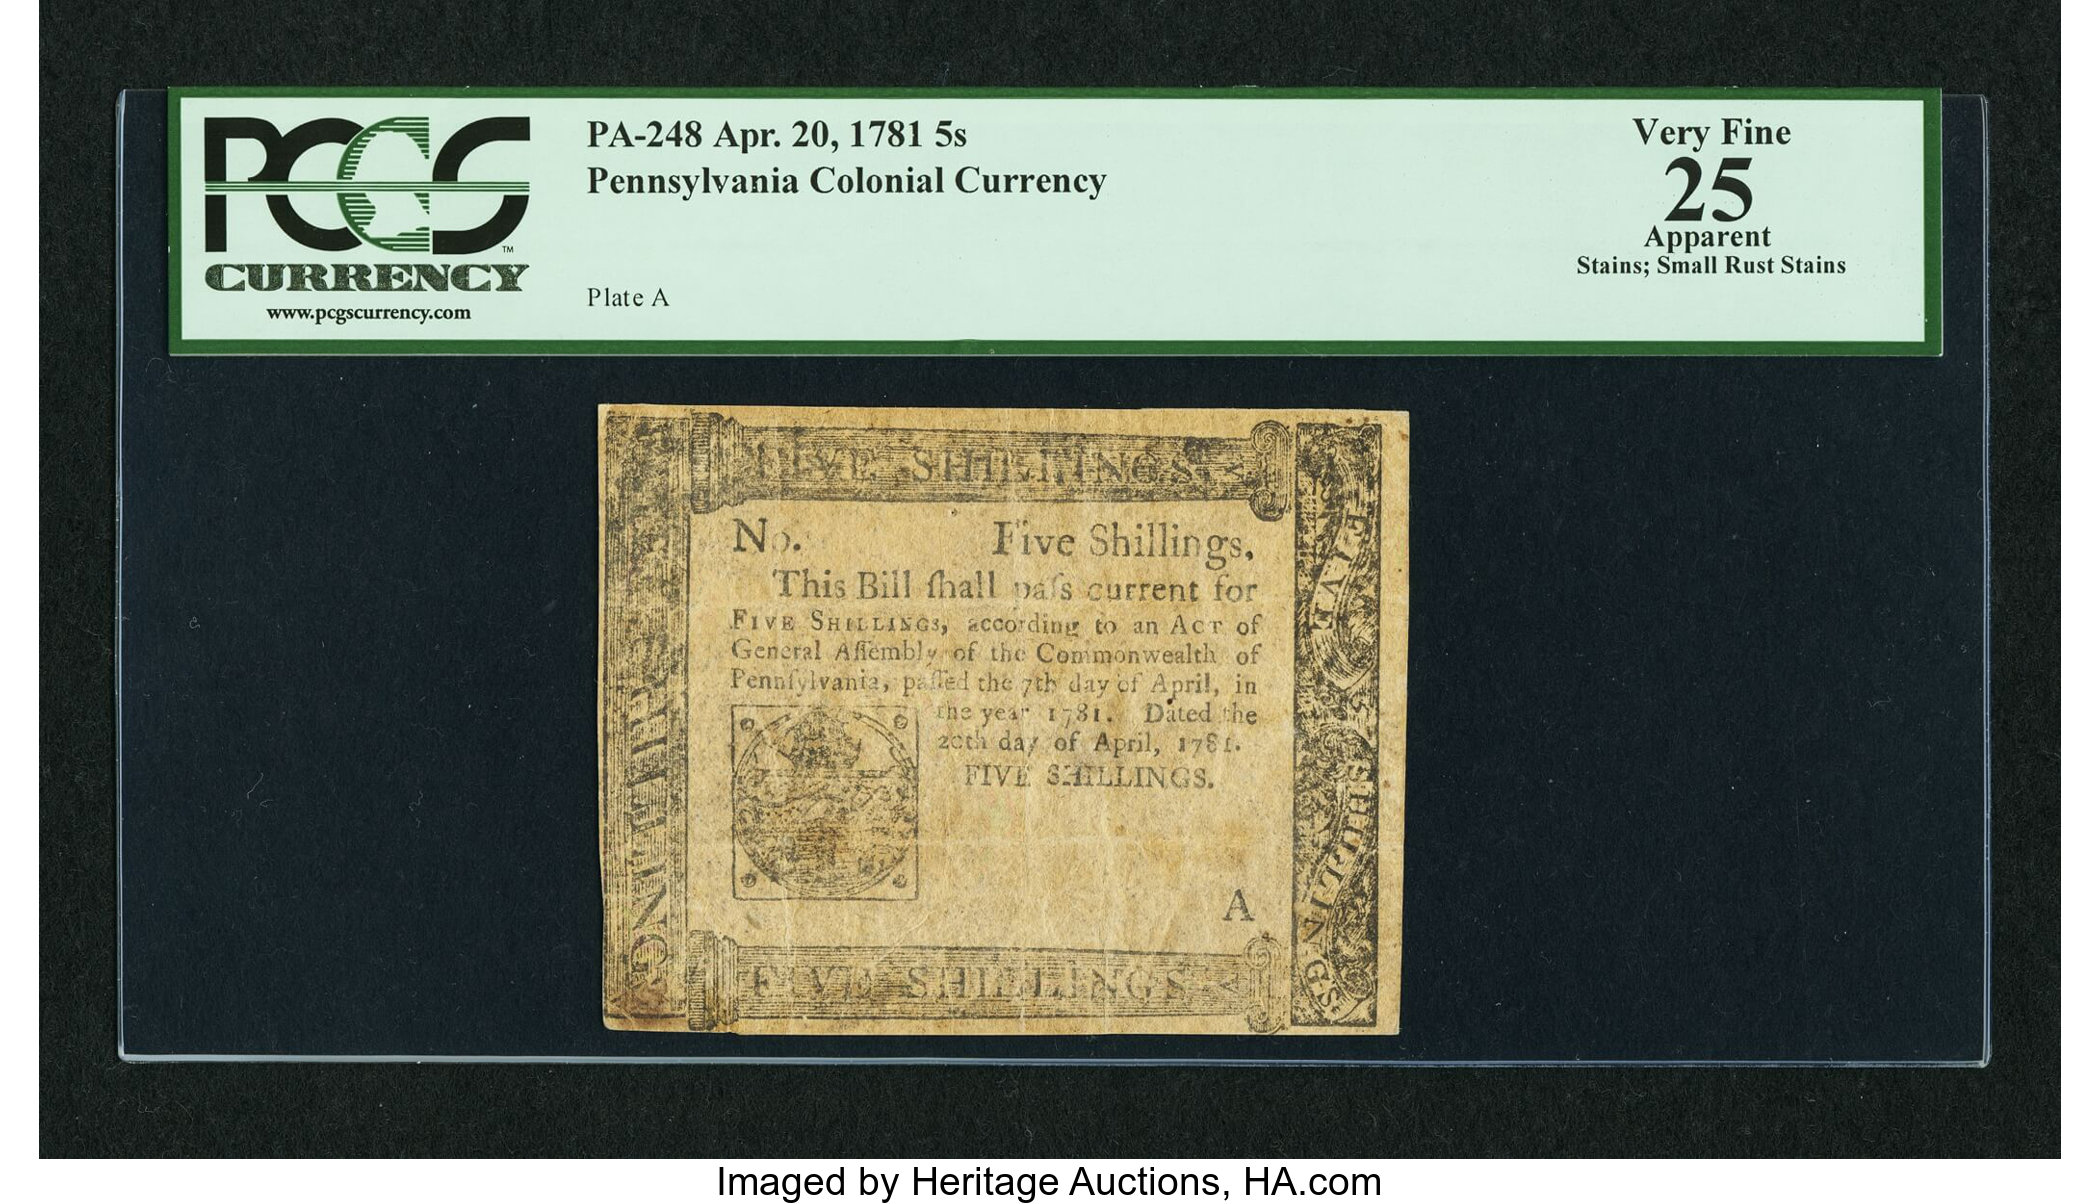 PCGS
CURRENCY
www.pcgscurrency.com
PA-248 Apr. 20, 1781 5s
Pennsylvania Colonial Currency
Plate A
Very Fine
25
Apparent
Stains; Small Rust Stains
FIVE SHILLINGS
No. Five Shillings.
This Bill ſhall paſs current for
FIVE SHILLINGS, according to an ACT of
General Aſſembly of the Commonwealth of
Pennſylvania, paſſed the 7th day of April, in
the year 1781. Dated the
20th day of April, 1781.
FIVE SHILLINGS.
A
FIVE SHILLINGS
FIVE SHILLINGS
Imaged by Heritage Auctions, HA.com